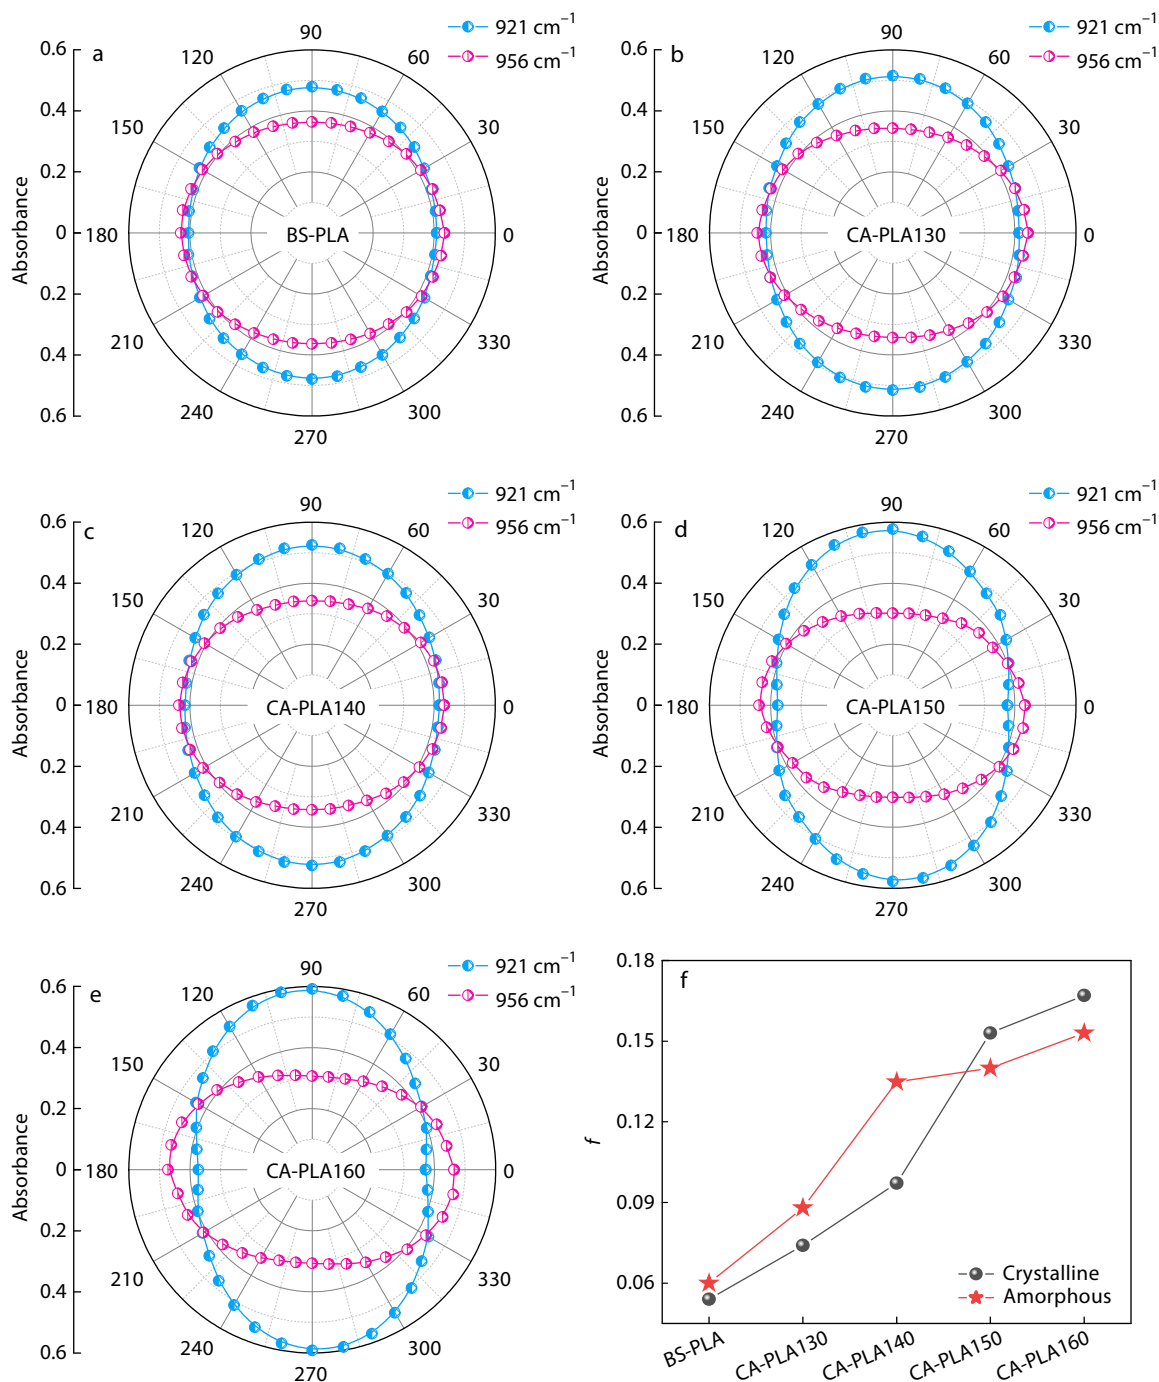 a
921 cm⁻¹
956 cm⁻¹
Absorbance
0.6
0.4
0.2
0
0.2
0.4
0.6
90
120
60
150
30
180
0
210
330
240
300
270
BS-PLA
b
921 cm⁻¹
956 cm⁻¹
Absorbance
0.6
0.4
0.2
0
0.2
0.4
0.6
90
120
60
150
30
180
0
210
330
240
300
270
CA-PLA130
c
921 cm⁻¹
956 cm⁻¹
Absorbance
0.6
0.4
0.2
0
0.2
0.4
0.6
90
120
60
150
30
180
0
210
330
240
300
270
CA-PLA140
d
921 cm⁻¹
956 cm⁻¹
Absorbance
0.6
0.4
0.2
0
0.2
0.4
0.6
90
120
60
150
30
180
0
210
330
240
300
270
CA-PLA150
e
921 cm⁻¹
956 cm⁻¹
Absorbance
0.6
0.4
0.2
0
0.2
0.4
0.6
90
120
60
150
30
180
0
210
330
240
300
270
CA-PLA160
f
f
0.18
0.15
0.12
0.09
0.06
Crystalline
Amorphous
BS-PLA
CA-PLA130
CA-PLA140
CA-PLA150
CA-PLA160